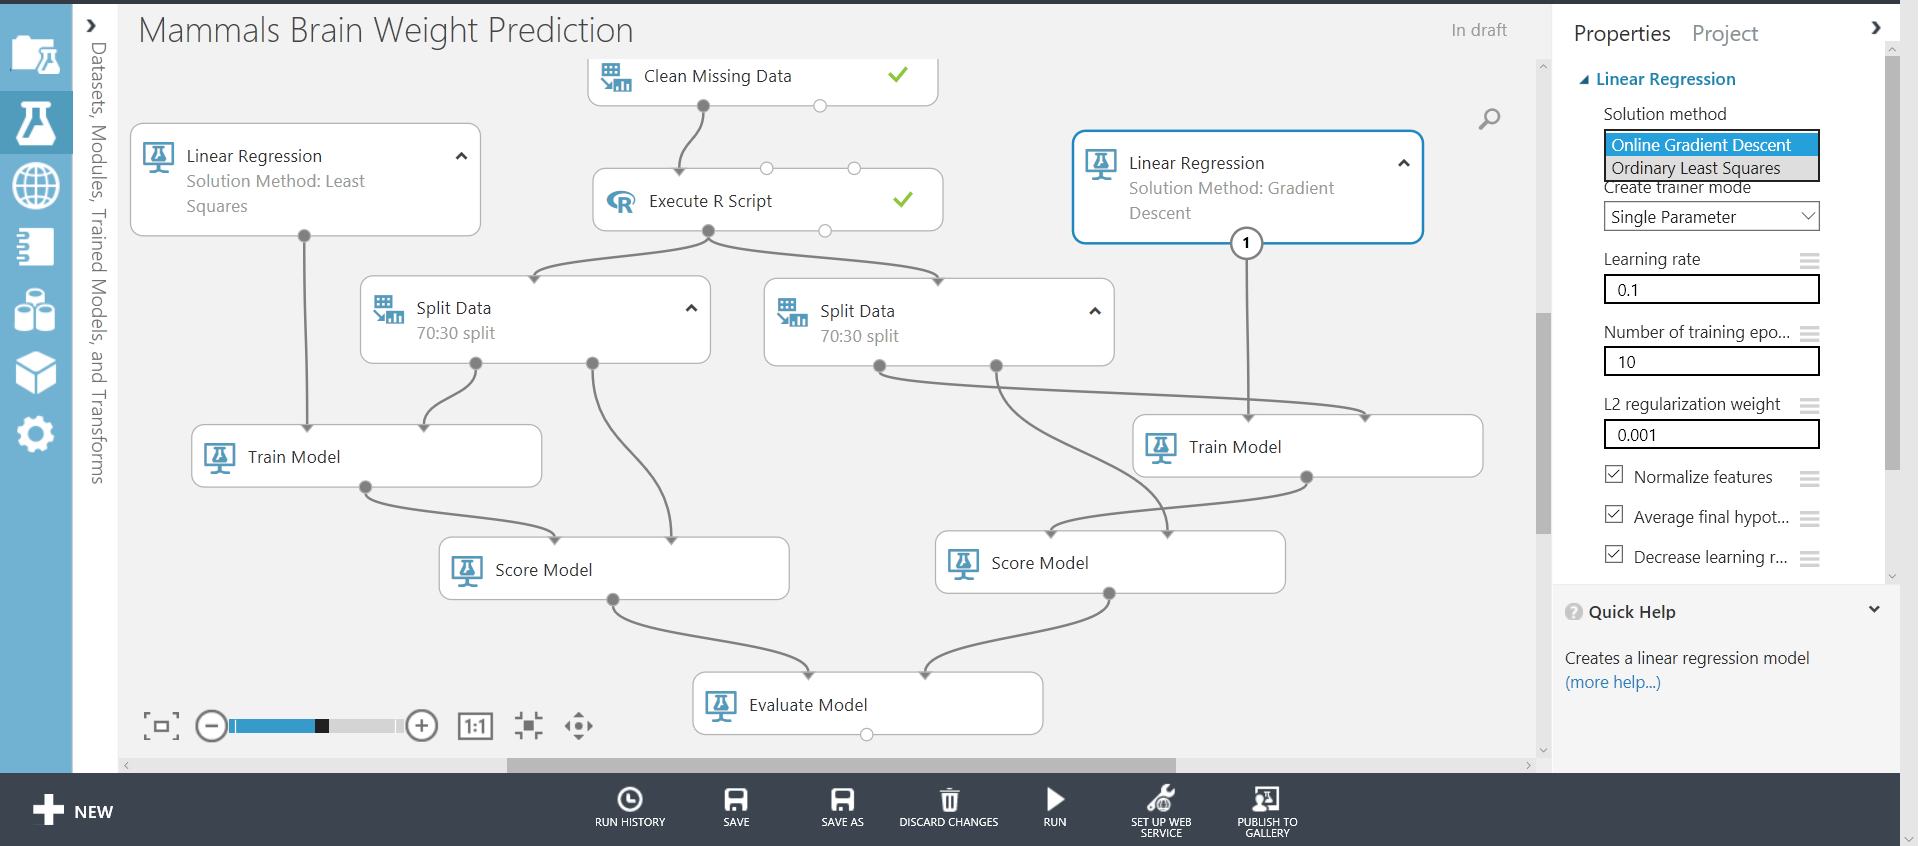 Mammals Brain Weight Prediction
In draft
Datasets, Modules, Trained Models, and Transforms
Clean Missing Data
Linear Regression
Solution Method: Least
Squares
R
Execute R Script
Linear Regression
Solution Method: Gradient
Descent
1
Split Data
70:30 split
Split Data
70:30 split
Train Model
Train Model
Score Model
Score Model
Evaluate Model
1:1
Properties Project
Linear Regression
Solution method
Online Gradient Descent
Ordinary Least Squares
Create trainer mode
Single Parameter
Learning rate
0.1
Number of training epo...
10
L2 regularization weight
0.001
Normalize features
Average final hypot...
Decrease learning r...
? Quick Help
Creates a linear regression model
(more help...)
NEW
RUN HISTORY
SAVE
SAVE AS
DISCARD CHANGES
RUN
SET UP WEB
SERVICE
PUBLISH TO
GALLERY